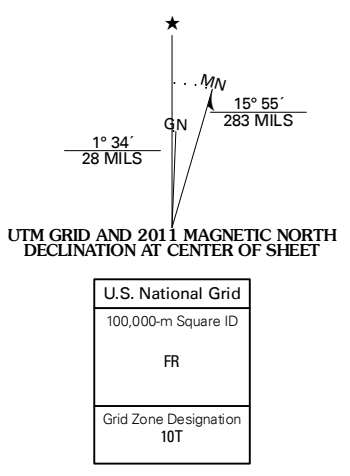 ★
MN
GN
15° 55´
283 MILS
1° 34´
28 MILS
UTM GRID AND 2011 MAGNETIC NORTH
DECLINATION AT CENTER OF SHEET
U.S. National Grid
100,000-m Square ID
FR
Grid Zone Designation
10T